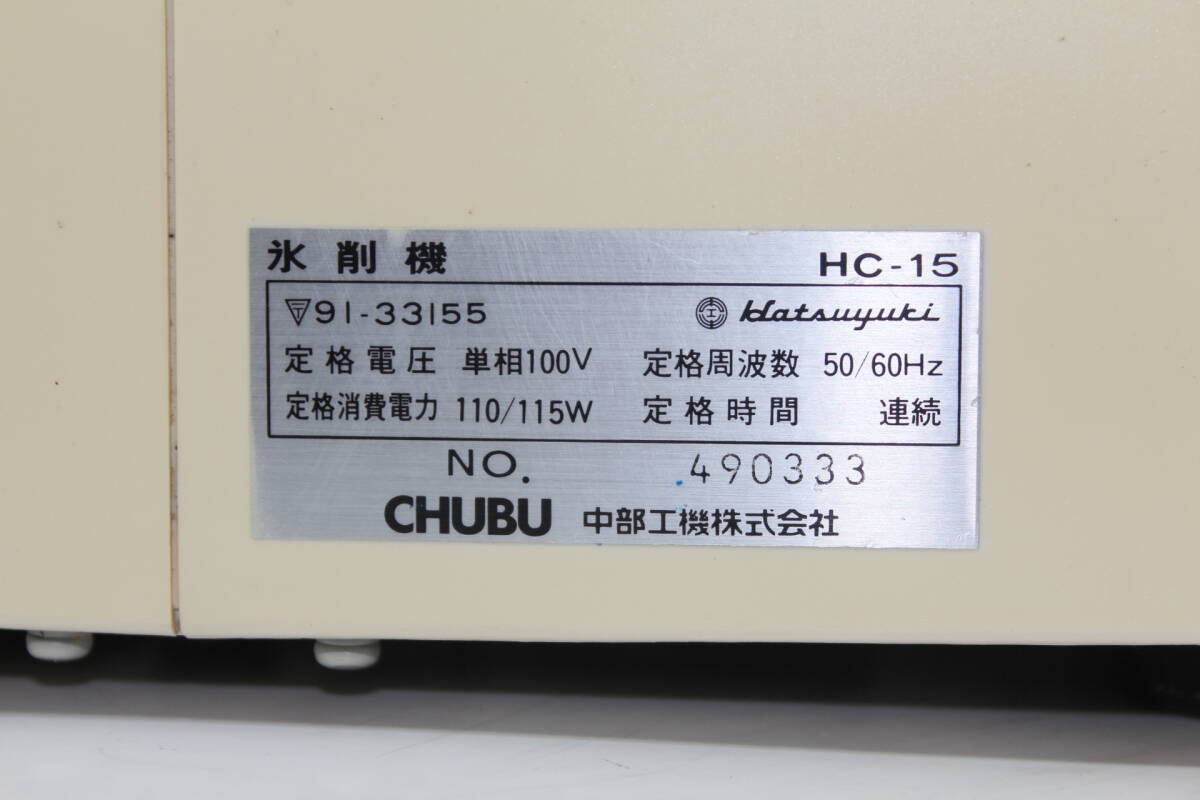 氷削機 HC-15
91-33155 Hatsuyuki
定格電圧 単相100V 定格周波数 50/60Hz
定格消費電力 110/115W 定格時間 連続
NO. 490333
CHUBU 中部工機株式会社